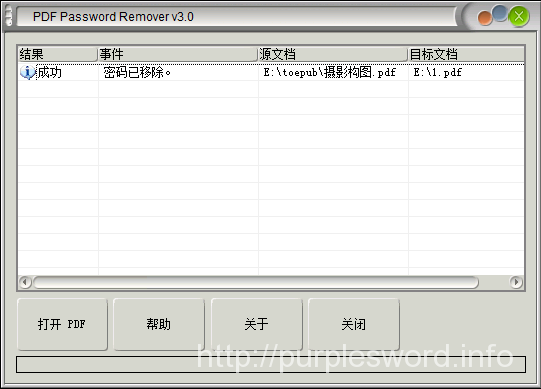 PDF Password Remover v3.0
结果 事件 源文档 目标文档
成功 密码已移除。 E:\toepub\摄影构图.pdf E:\1.pdf
打开 PDF 帮助 关于 关闭
http://purplesword.info